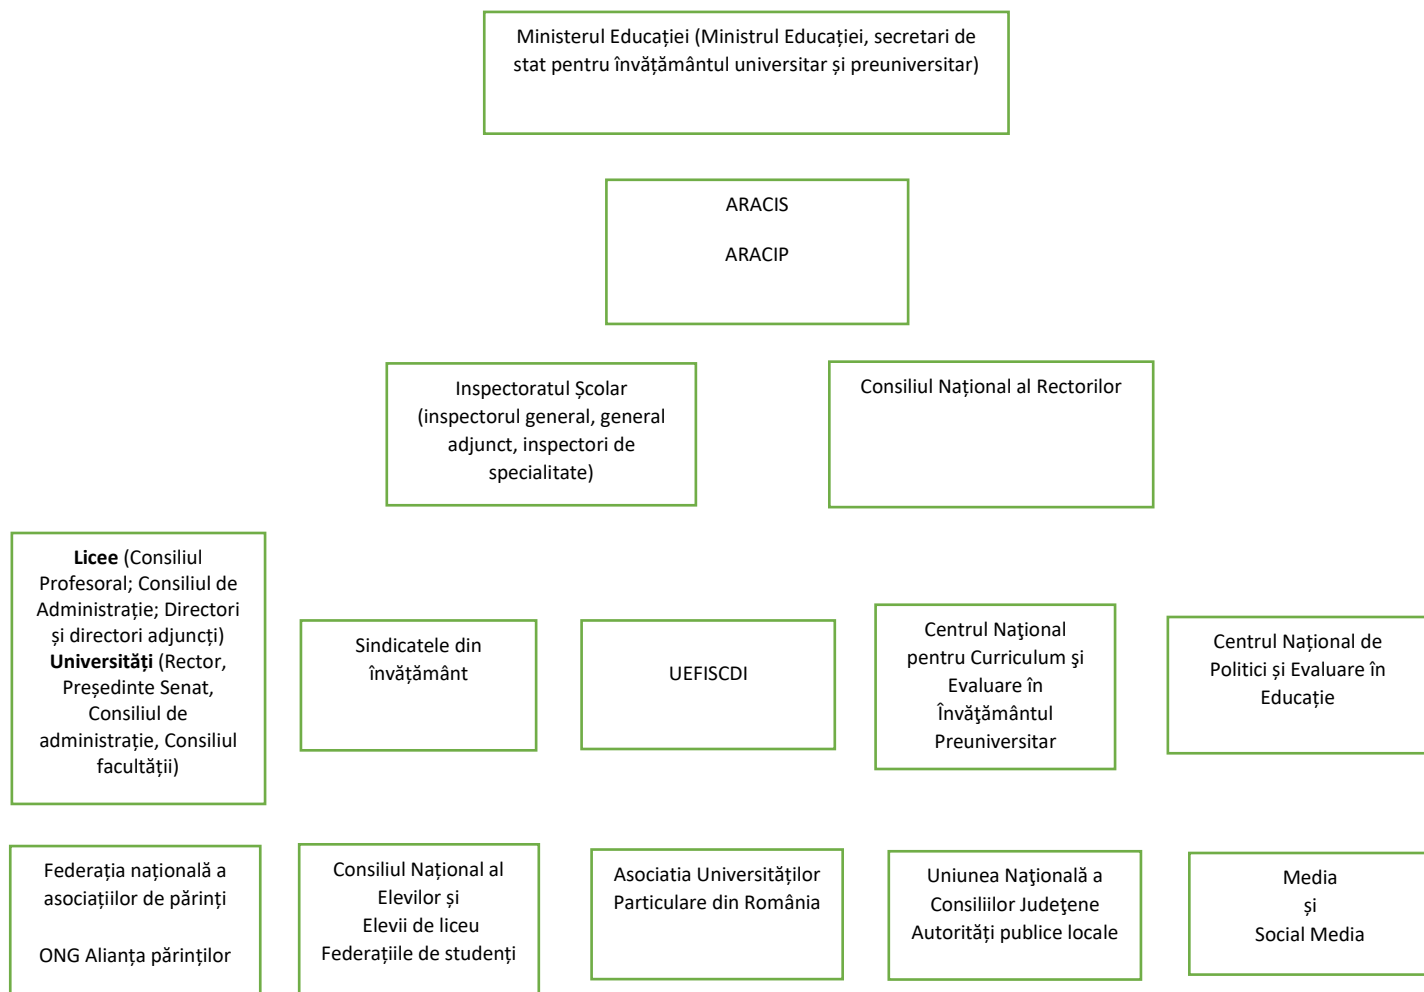 Ministerul Educației (Ministrul Educației, secretari de
stat pentru învățământul universitar și preuniversitar)
ARACIS
ARACIP
Inspectoratul Școlar
(inspectorul general, general
adjunct, inspectori de
specialitate)
Consiliul Național al Rectorilor
Licee (Consiliul
Profesoral; Consiliul de
Administrație; Directori
și directori adjuncți)
Universități (Rector,
Președinte Senat,
Consiliul de
administrație, Consiliul
facultății)
Sindicatele din
învățământ
UEFISCDI
Centrul Naţional
pentru Curriculum şi
Evaluare în
Învăţământul
Preuniversitar
Centrul Național de
Politici și Evaluare în
Educație
Federația națională a
asociațiilor de părinți
ONG Alianța părinților
Consiliul Național al
Elevilor și
Elevii de liceu
Federațiile de studenți
Asociatia Universităților
Particulare din România
Uniunea Naţională a
Consiliilor Judeţene
Autorități publice locale
Media
și
Social Media